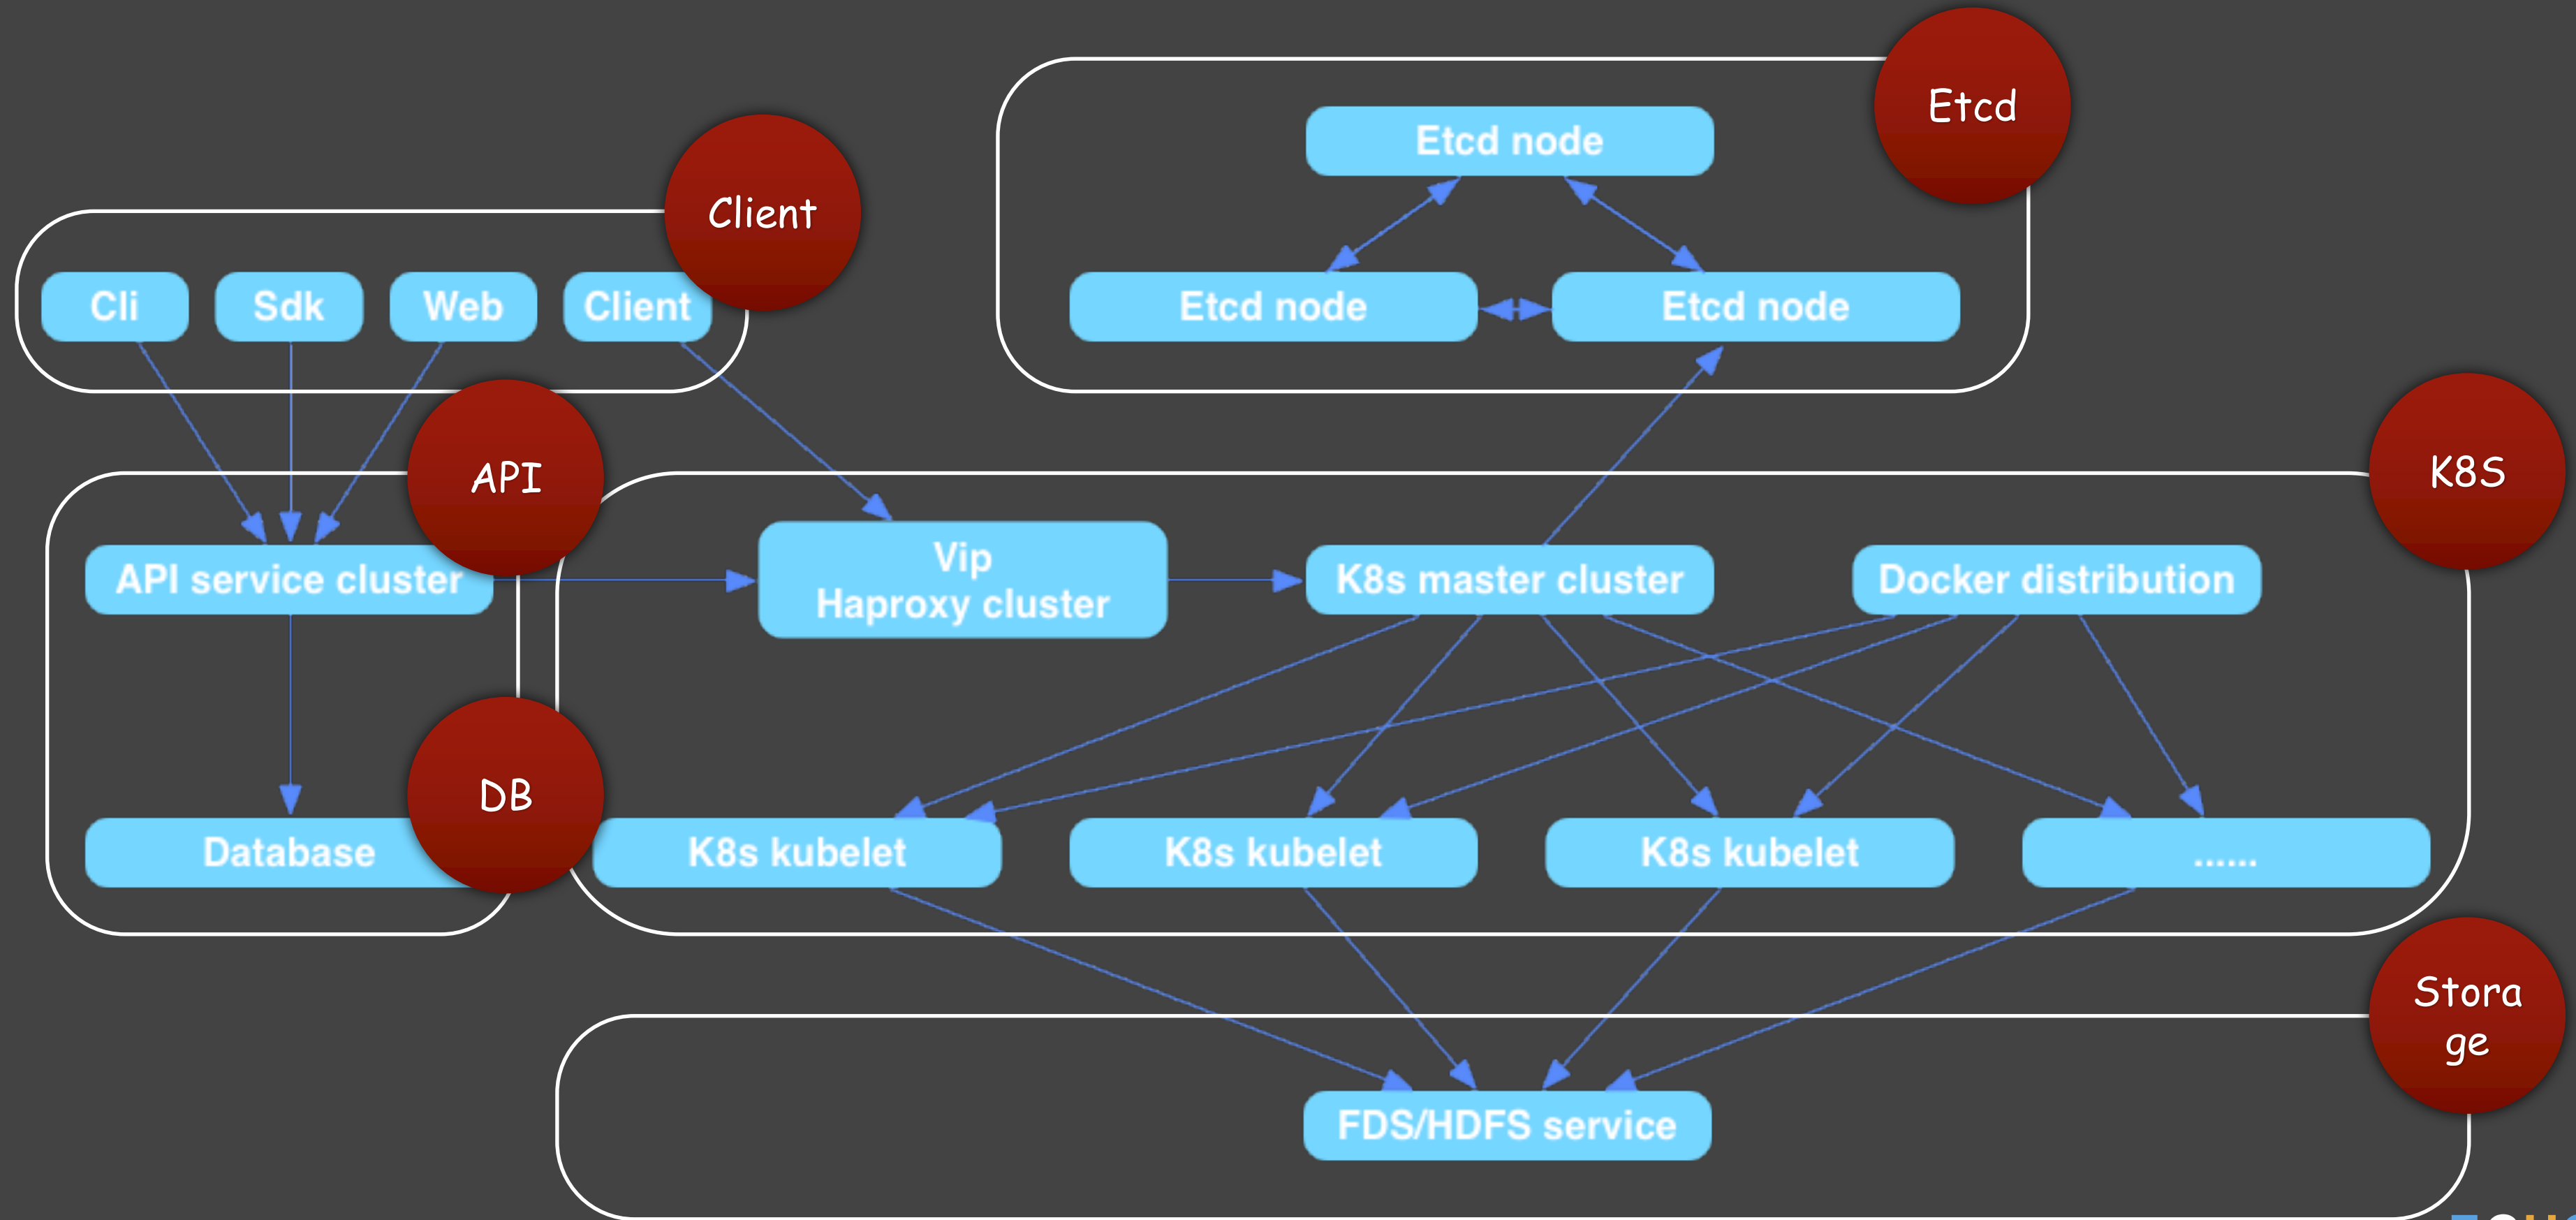 Etcd
Etcd node
Client
Cli
Sdk
Web
Client
Etcd node
Etcd node
API
K8S
API service cluster
Vip
Haproxy cluster
K8s master cluster
Docker distribution
DB
Database
K8s kubelet
K8s kubelet
K8s kubelet
......
Stora
ge
FDS/HDFS service